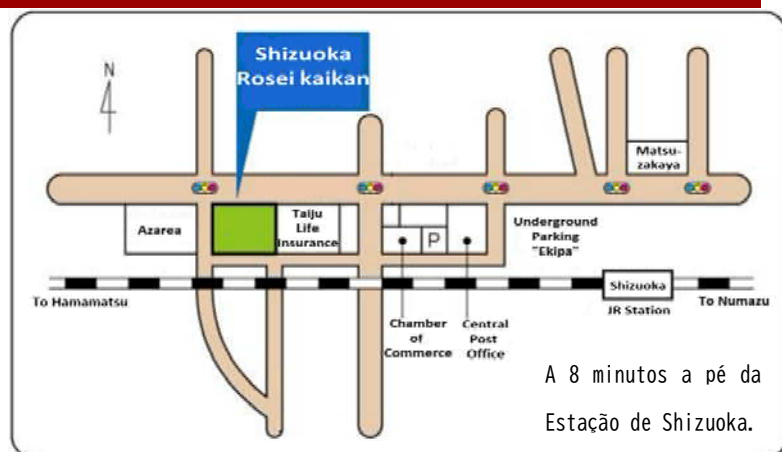 Shizuoka
Rosei kaikan
N
Matsu-
zakaya
Azarea
Taiju
Life
Insurance
P
Underground
Parking
"Ekipa"
To Hamamatsu
Shizuoka
JR Station
To Numazu
Chamber
of
Commerce
Central
Post
Office
A 8 minutos a pé da
Estação de Shizuoka.